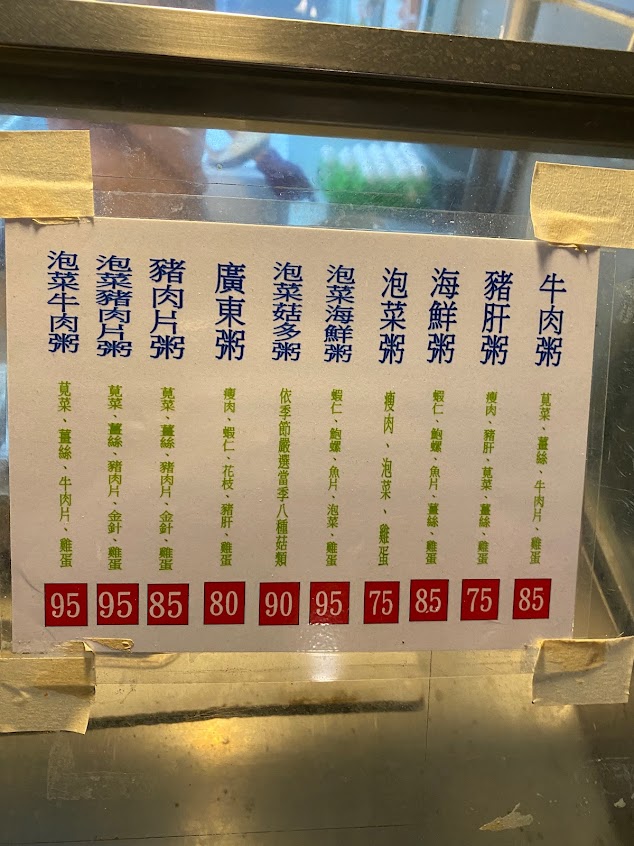 牛肉粥
莧菜、薑絲、牛肉片、雞蛋
85
豬肝粥
瘦肉、豬肝、莧菜、薑絲、雞蛋
75
海鮮粥
蝦仁、鮑螺、魚片、薑絲、雞蛋
85
泡菜粥
瘦肉、泡菜、雞蛋
75
泡菜海鮮粥
蝦仁、鮑螺、魚片、泡菜、雞蛋
95
泡菜菇多粥
依季節嚴選當季八種菇類
90
廣東粥
瘦肉、蝦仁、花枝、豬肝、雞蛋
80
豬肉片粥
莧菜、薑絲、豬肉片、金針、雞蛋
85
泡菜豬肉片粥
莧菜、薑絲、豬肉片、金針、雞蛋
95
泡菜牛肉粥
莧菜、薑絲、牛肉片、雞蛋
95